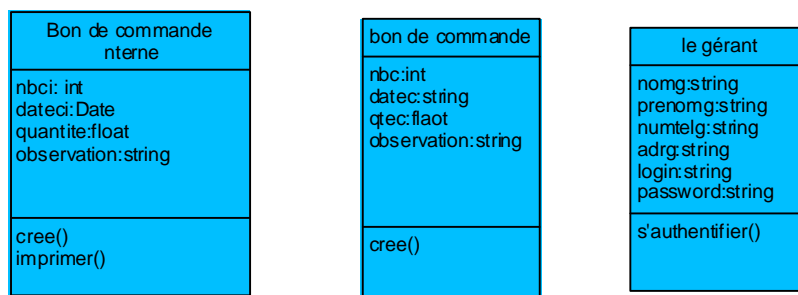 Bon de commande
nterne
nbci: int
dateci:Date
quantite:float
observation:string
cree()
imprimer()
bon de commande
nbc:int
datec:string
qtec:flaot
observation:string
cree()
le gérant
nomg:string
prenomg:string
numtelg:string
adrg:string
login:string
password:string
s'authentifier()